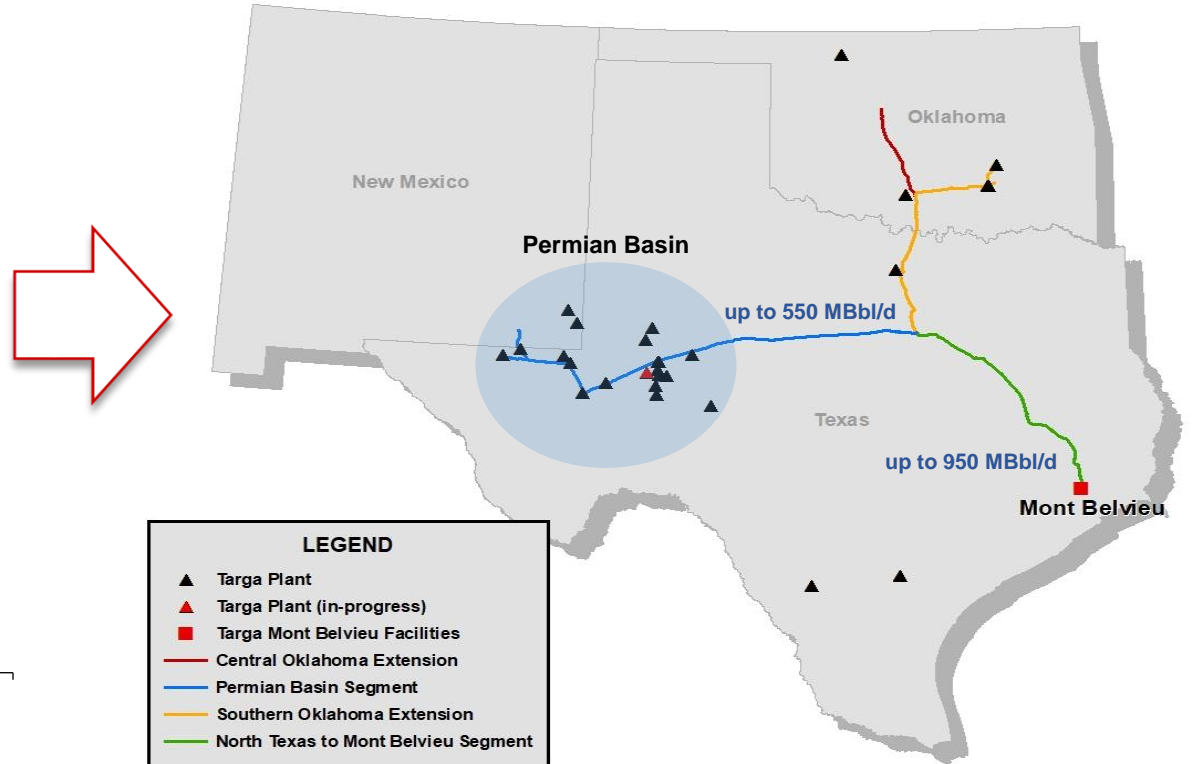 Oklahoma
New Mexico
Permian Basin
up to 550 MBbl/d
Texas
up to 950 MBbl/d
Mont Belvieu
LEGEND
Targa Plant
Targa Plant (in-progress)
Targa Mont Belvieu Facilities
Central Oklahoma Extension
Permian Basin Segment
Southern Oklahoma Extension
North Texas to Mont Belvieu Segment